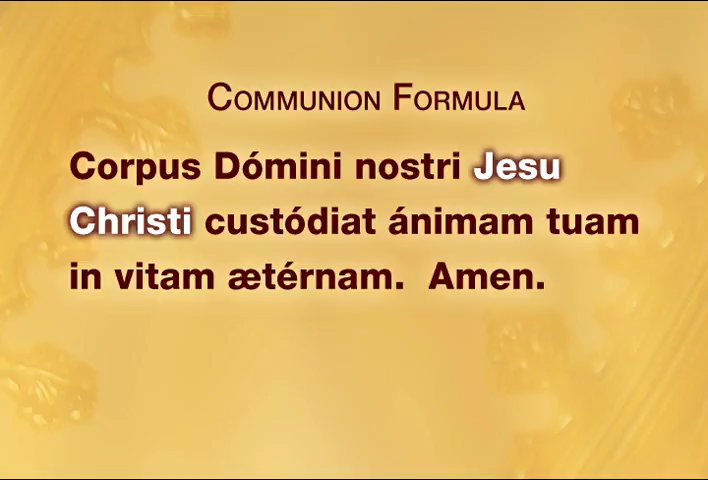 Communion Formula
Corpus Dómini nostri Jesu
Christi custódiat ánimam tuam
in vitam ætérnam. Amen.